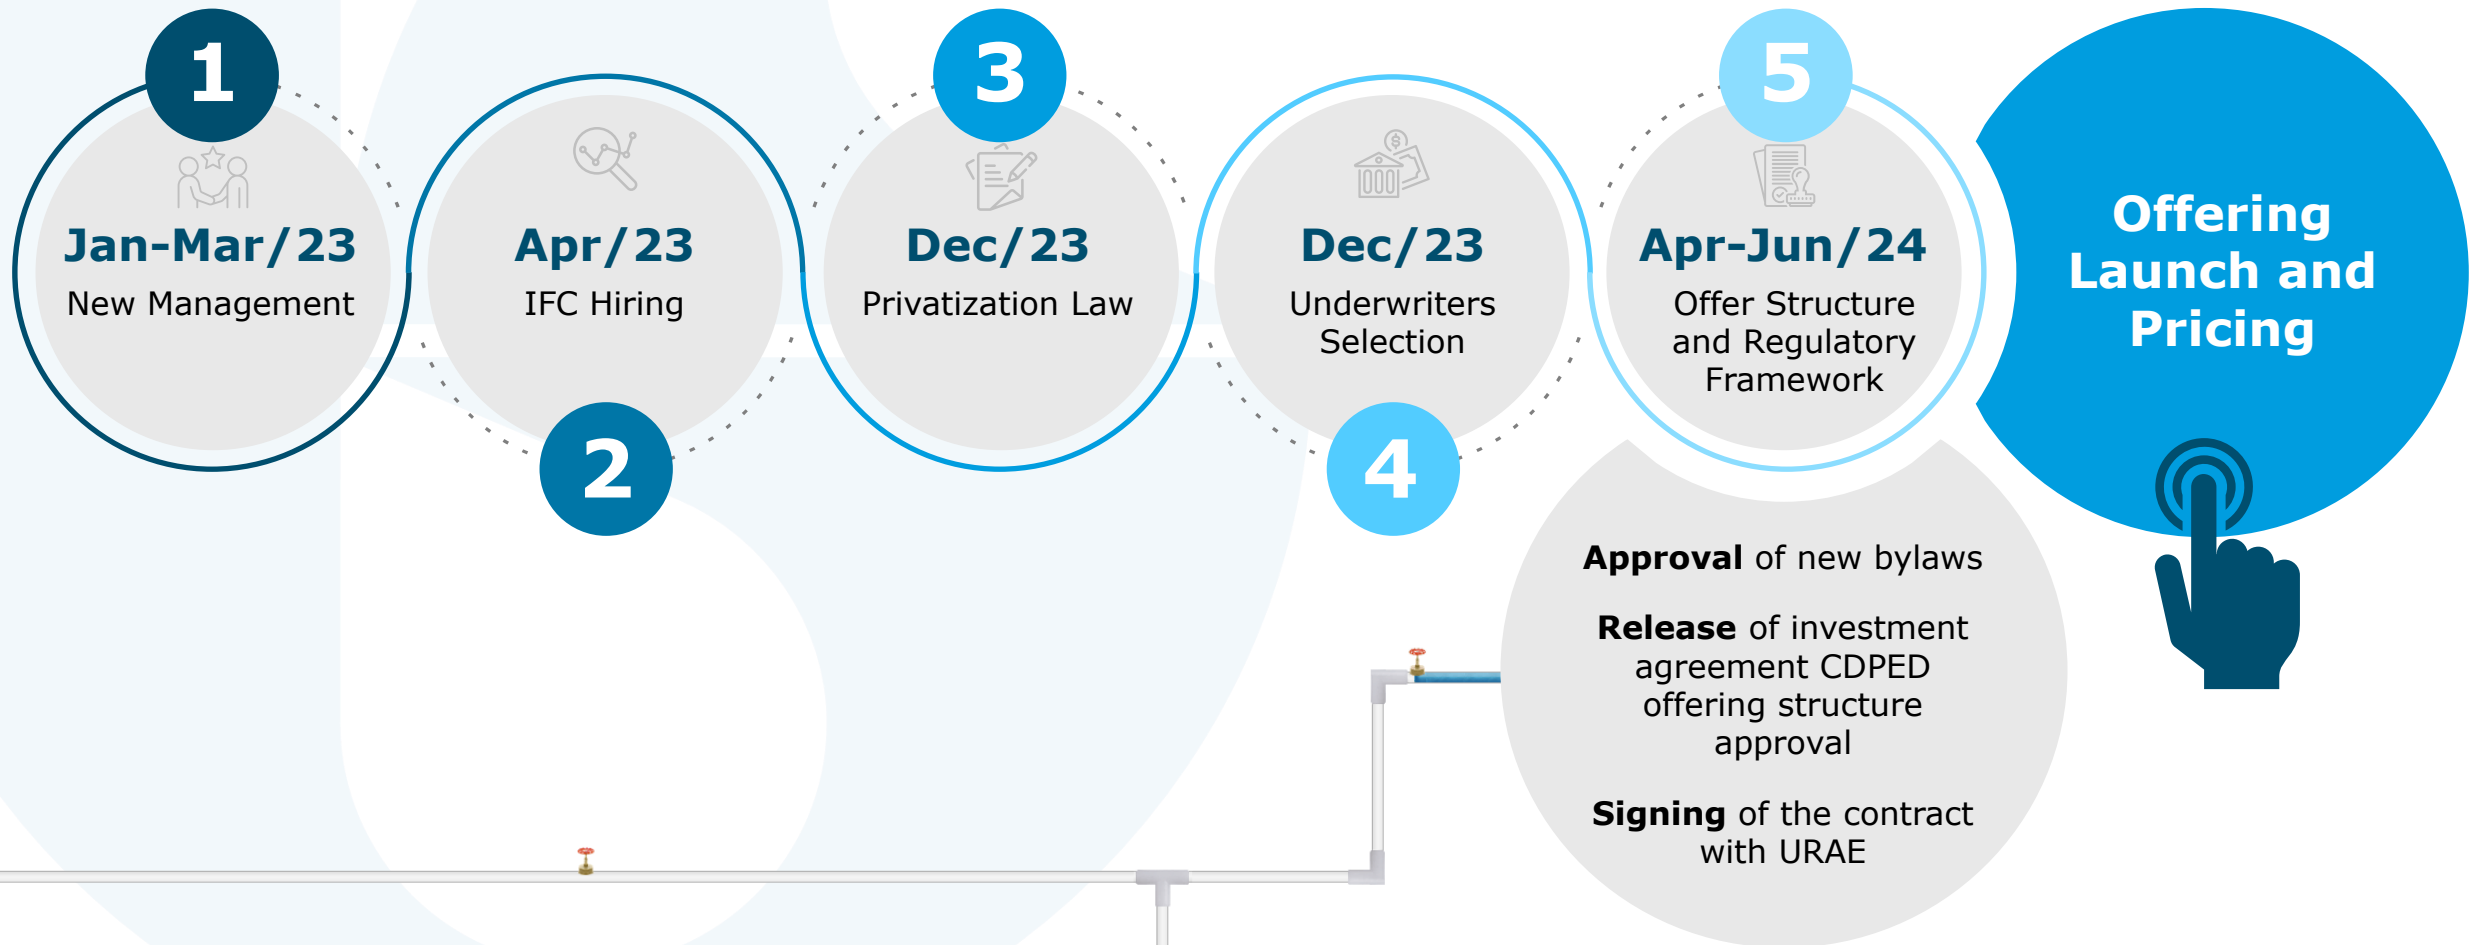 1
Jan-Mar/23
New Management
2
Apr/23
IFC Hiring
3
Dec/23
Privatization Law
4
Dec/23
Underwriters
Selection
5
Apr-Jun/24
Offer Structure
and Regulatory
Framework
Approval of new bylaws
Release of investment
agreement CDPED
offering structure
approval
Signing of the contract
with URAE
Offering
Launch and
Pricing